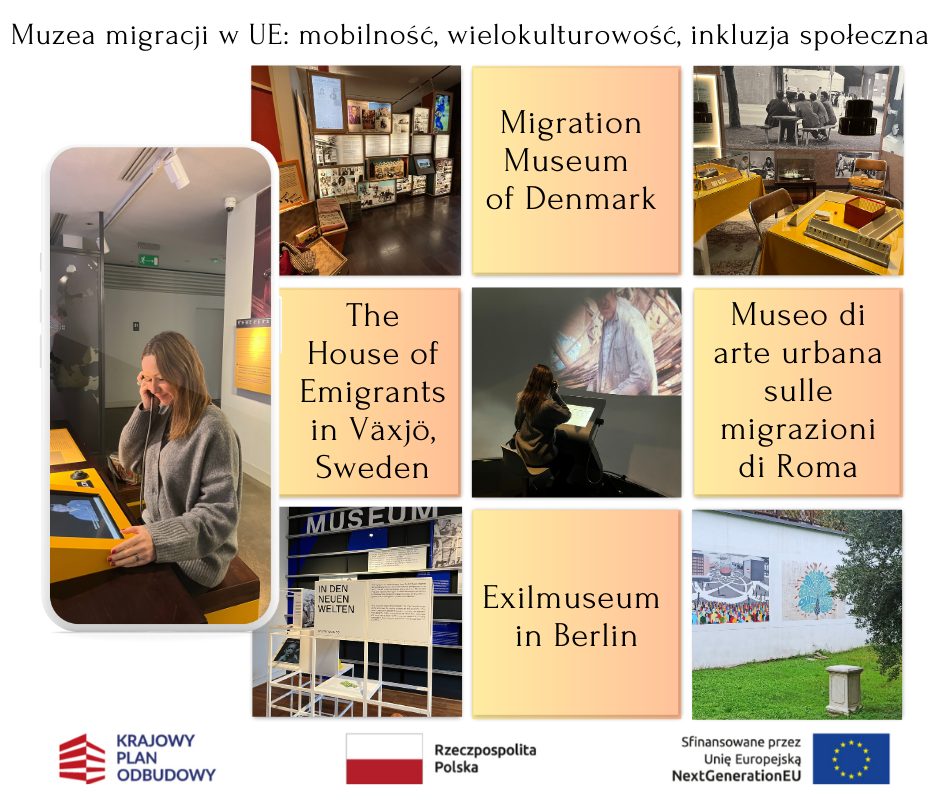 Muzea migracji w UE: mobilność, wielokulturowość, inkluzja społeczna
Migration
Museum
of Denmark
The
House of
Emigrants
in Växjö,
Sweden
Museo di
arte urbana
sulle
migrazioni
di Roma
MUSEUM
IN DEN
NEUEN
WELTEN
Exilmuseum
in Berlin
KRAJOWY
PLAN
ODBUDOWY
Rzeczpospolita
Polska
Sfinansowane przez
Unię Europejską
NextGenerationEU